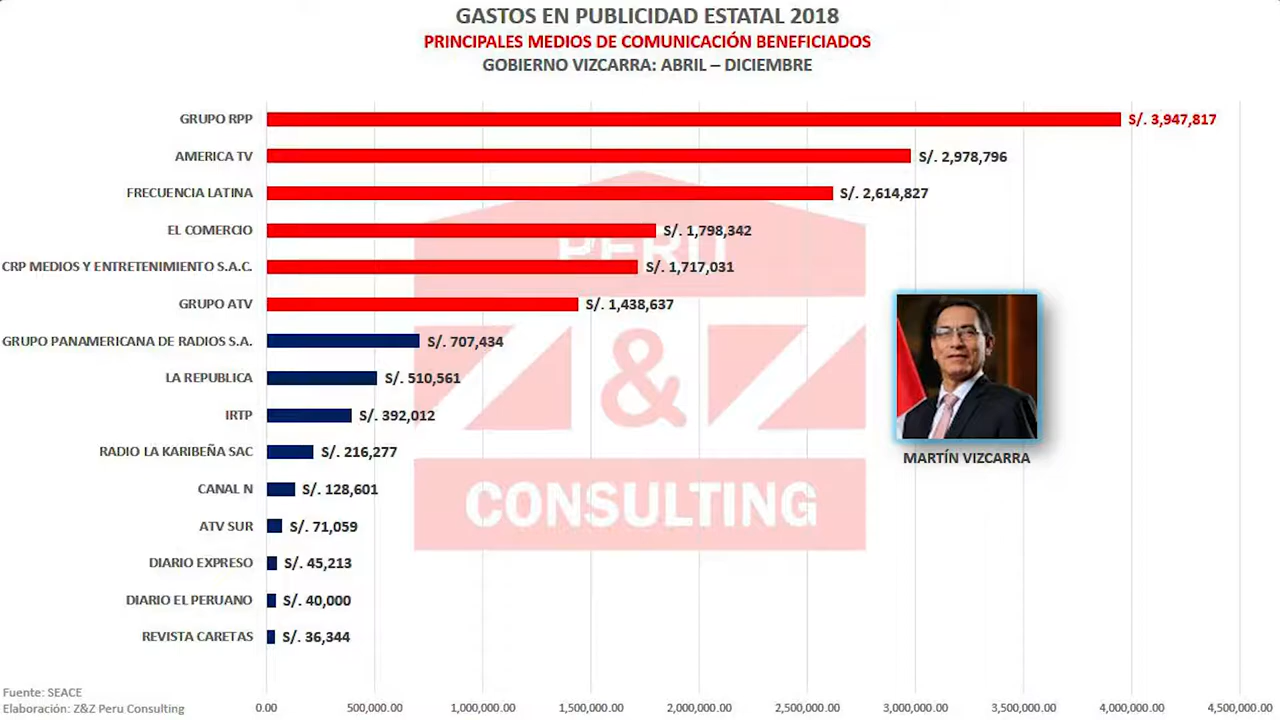 GASTOS EN PUBLICIDAD ESTATAL 2018
PRINCIPALES MEDIOS DE COMUNICACIÓN BENEFICIADOS
GOBIERNO VIZCARRA: ABRIL – DICIEMBRE
GRUPO RPP S/. 3,947,817
AMERICA TV S/. 2,978,796
FRECUENCIA LATINA S/. 2,614,827
EL COMERCIO S/. 1,798,342
CRP MEDIOS Y ENTRETENIMIENTO S.A.C. S/. 1,717,031
GRUPO ATV S/. 1,438,637
GRUPO PANAMERICANA DE RADIOS S.A. S/. 707,434
LA REPUBLICA S/. 510,561
IRTP S/. 392,012
RADIO LA KARIBEÑA SAC S/. 216,277
CANAL N S/. 128,601
ATV SUR S/. 71,059
DIARIO EXPRESO S/. 45,213
DIARIO EL PERUANO S/. 40,000
REVISTA CARETAS S/. 36,344
PERU
Z&Z
CONSULTING
MARTÍN VIZCARRA
0.00 500,000.00 1,000,000.00 1,500,000.00 2,000,000.00 2,500,000.00 3,000,000.00 3,500,000.00 4,000,000.00 4,500,000.00
Fuente: SEACE
Elaboración: Z&Z Peru Consulting